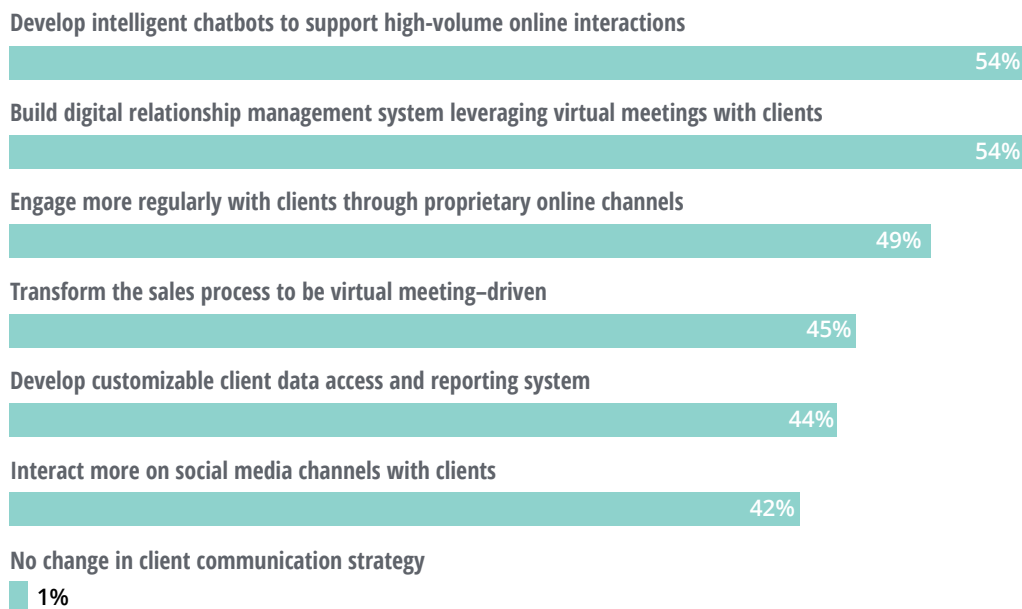 Develop intelligent chatbots to support high-volume online interactions
54%
Build digital relationship management system leveraging virtual meetings with clients
54%
Engage more regularly with clients through proprietary online channels
49%
Transform the sales process to be virtual meeting–driven
45%
Develop customizable client data access and reporting system
44%
Interact more on social media channels with clients
42%
No change in client communication strategy
1%